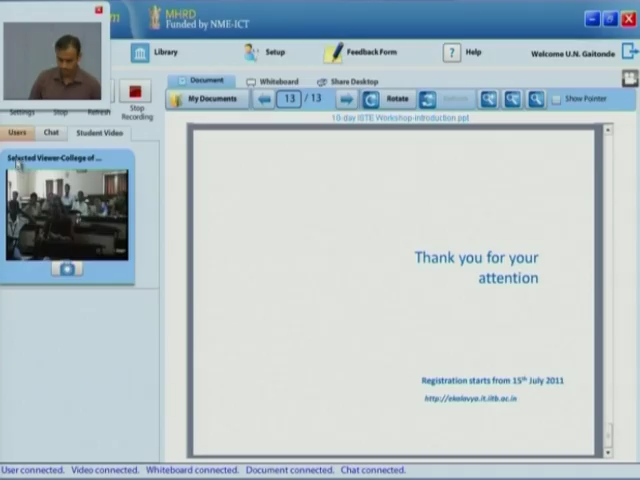 MHRD
Funded by NME-ICT
Library
Setup
Feedback Form
? Help
Welcome U.N. Gaitonde
Settings
Stop
Refresh
Stop
Recording
Document
Whiteboard
Share Desktop
My Documents
13 / 13
Rotate
Show Pointer
Users
Chat
Student Video
10-day ISTE Workshop-introduction.ppt
Selected Viewer-College of ...
Thank you for your
attention
Registration starts from 15th July 2011
http://ekalavya.it.iitb.ac.in
User connected. Video connected. Whiteboard connected. Document connected. Chat connected.